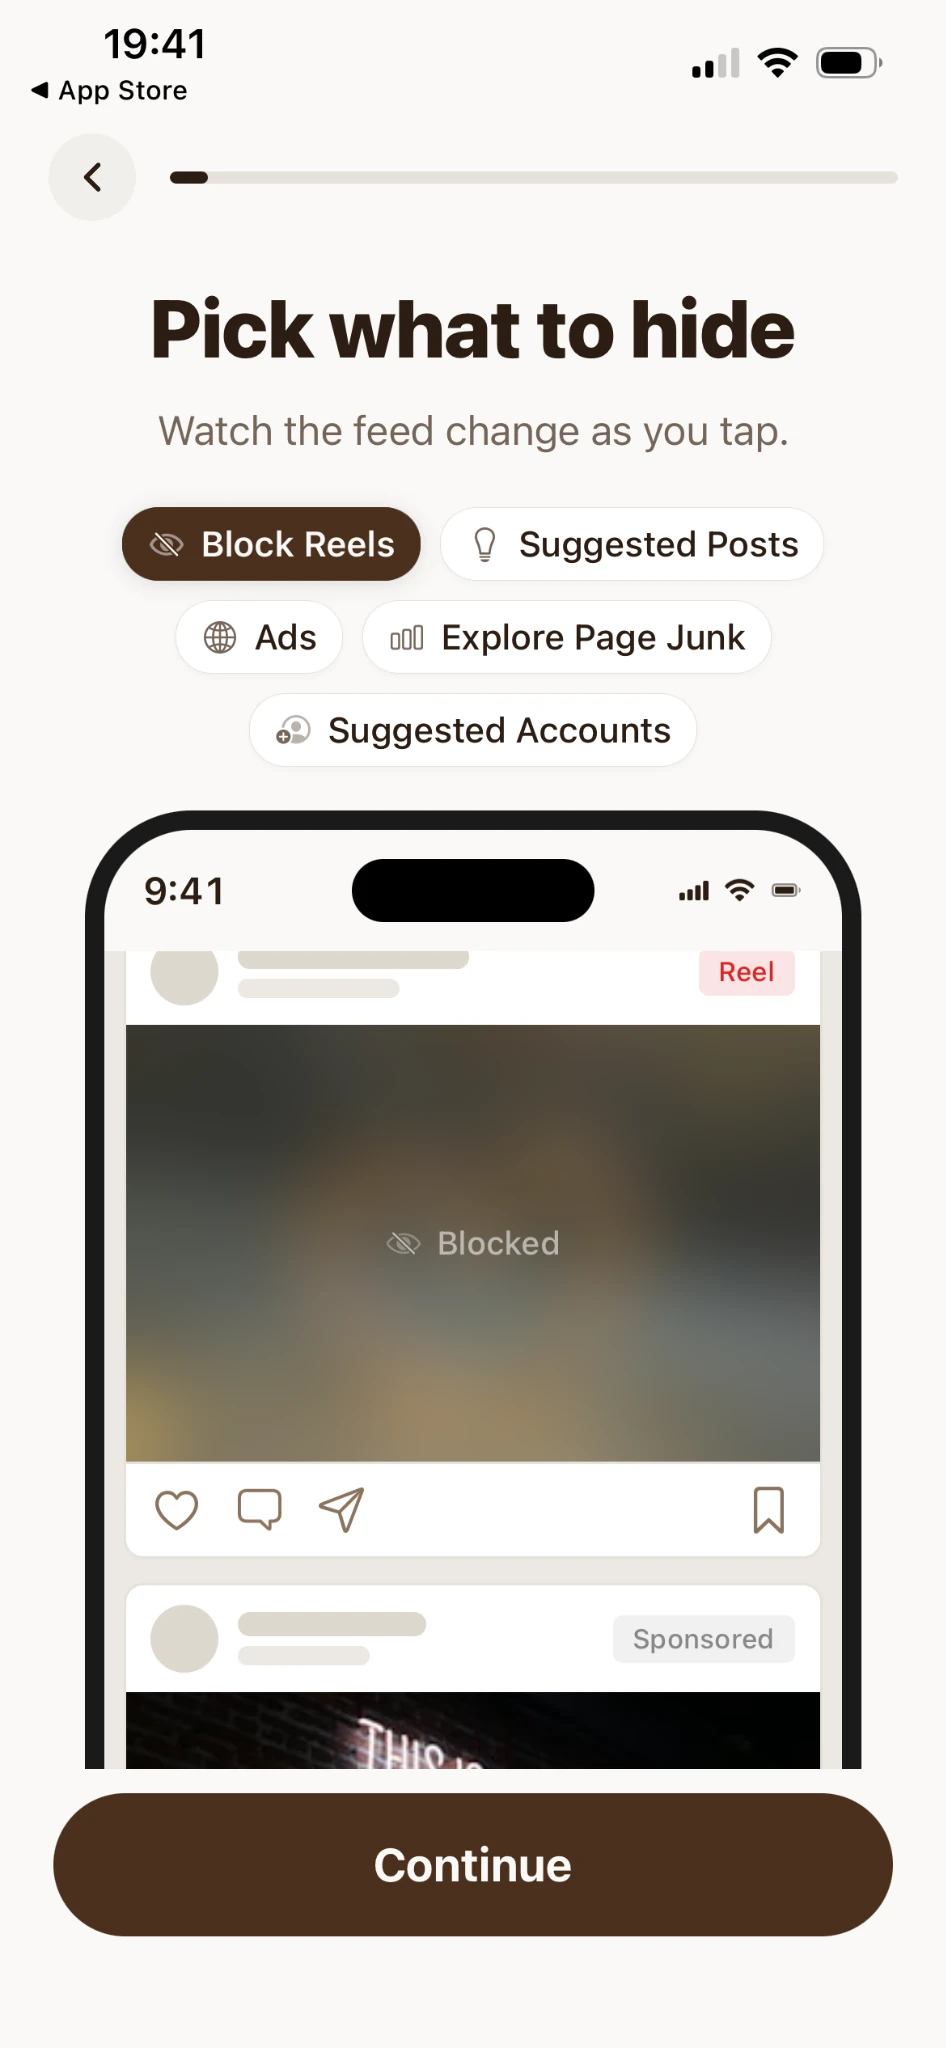 19:41
App Store
Pick what to hide
Watch the feed change as you tap.
Block Reels
Suggested Posts
Ads
Explore Page Junk
Suggested Accounts
9:41
Reel
Blocked
Sponsored
THIS
Continue